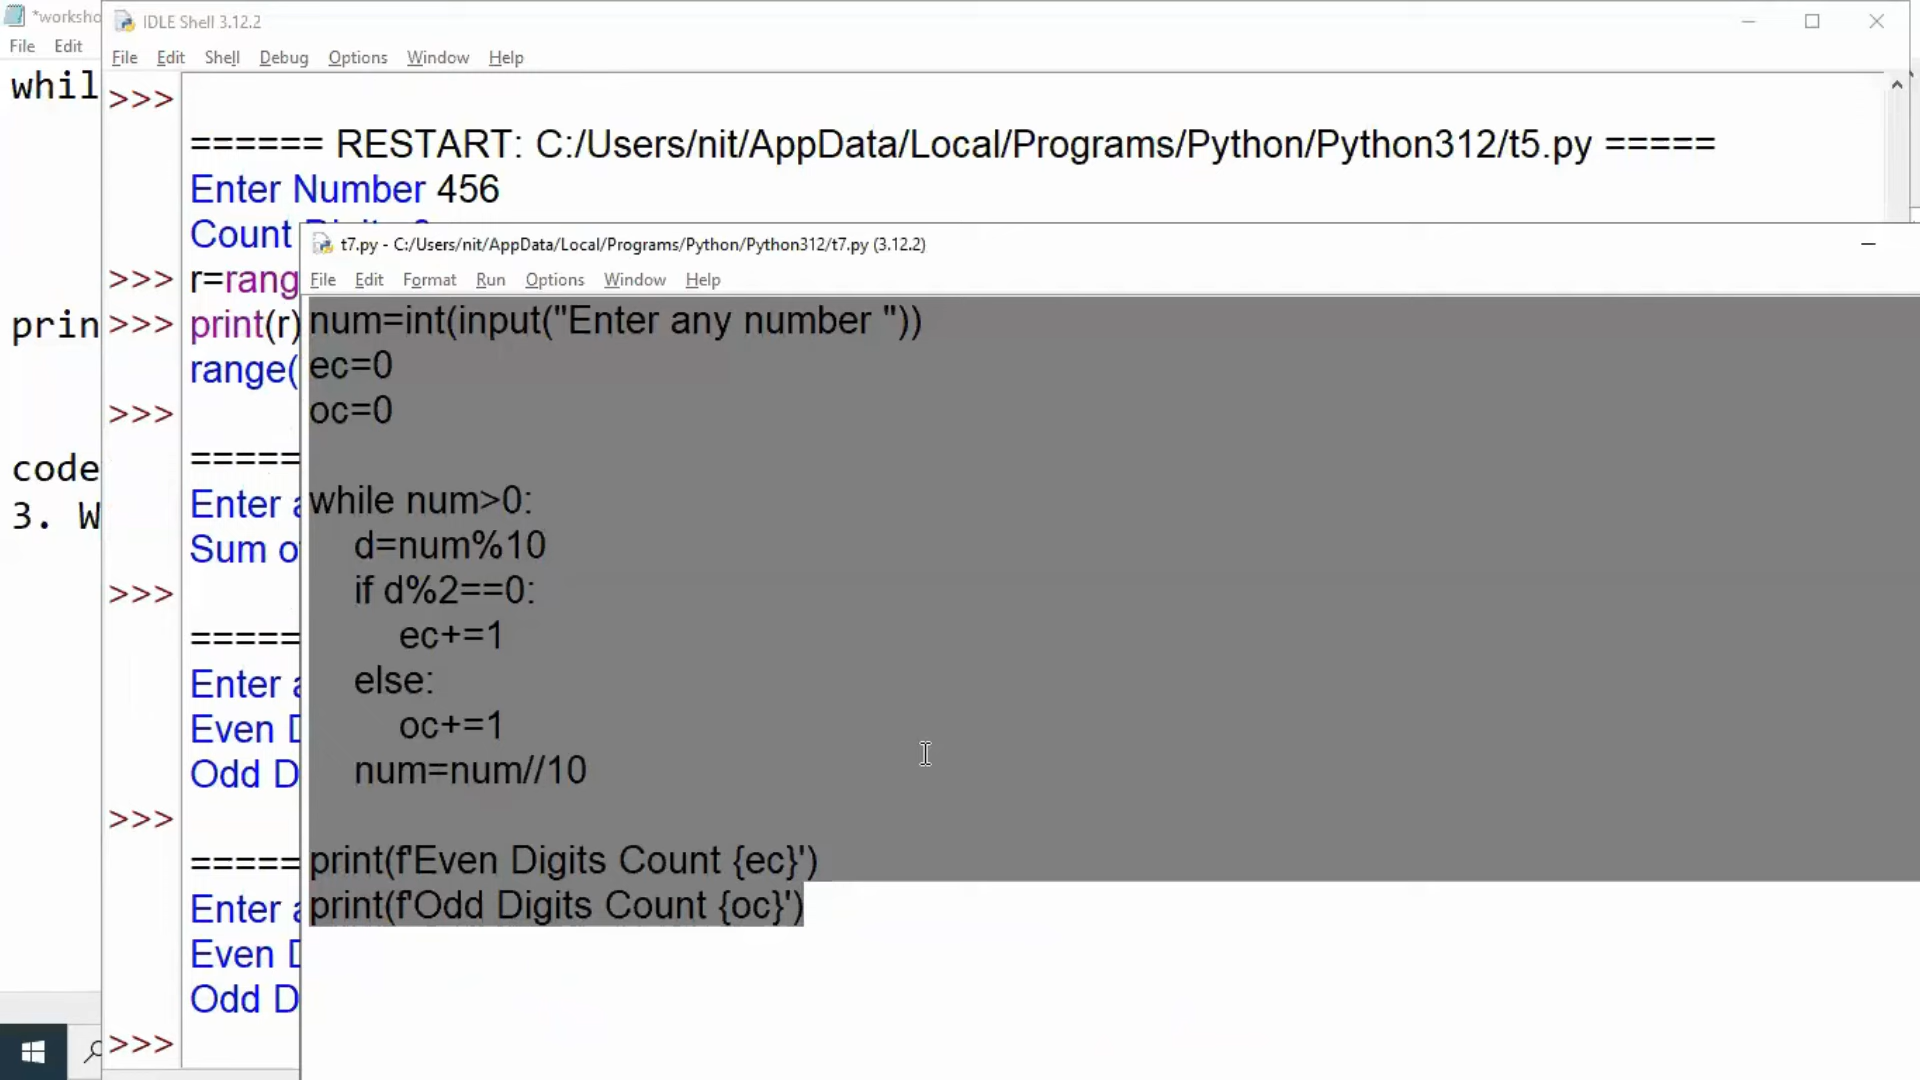 *worksho
File Edit
whil
prin
code
3. W
IDLE Shell 3.12.2
File Edit Shell Debug Options Window Help
>>>
====== RESTART: C:/Users/nit/AppData/Local/Programs/Python/Python312/t5.py =====
Enter Number 456
Count
>>> r=rang
>>> print(r)
range(
>>>
=====
Enter a
Sum o
>>>
=====
Enter a
Even D
Odd D
>>>
=====
Enter a
Even D
Odd D
>>>
t7.py - C:/Users/nit/AppData/Local/Programs/Python/Python312/t7.py (3.12.2)
File Edit Format Run Options Window Help
num=int(input("Enter any number "))
ec=0
oc=0
while num>0:
d=num%10
if d%2==0:
ec+=1
else:
oc+=1
num=num//10
print(f'Even Digits Count {ec}')
print(f'Odd Digits Count {oc}')